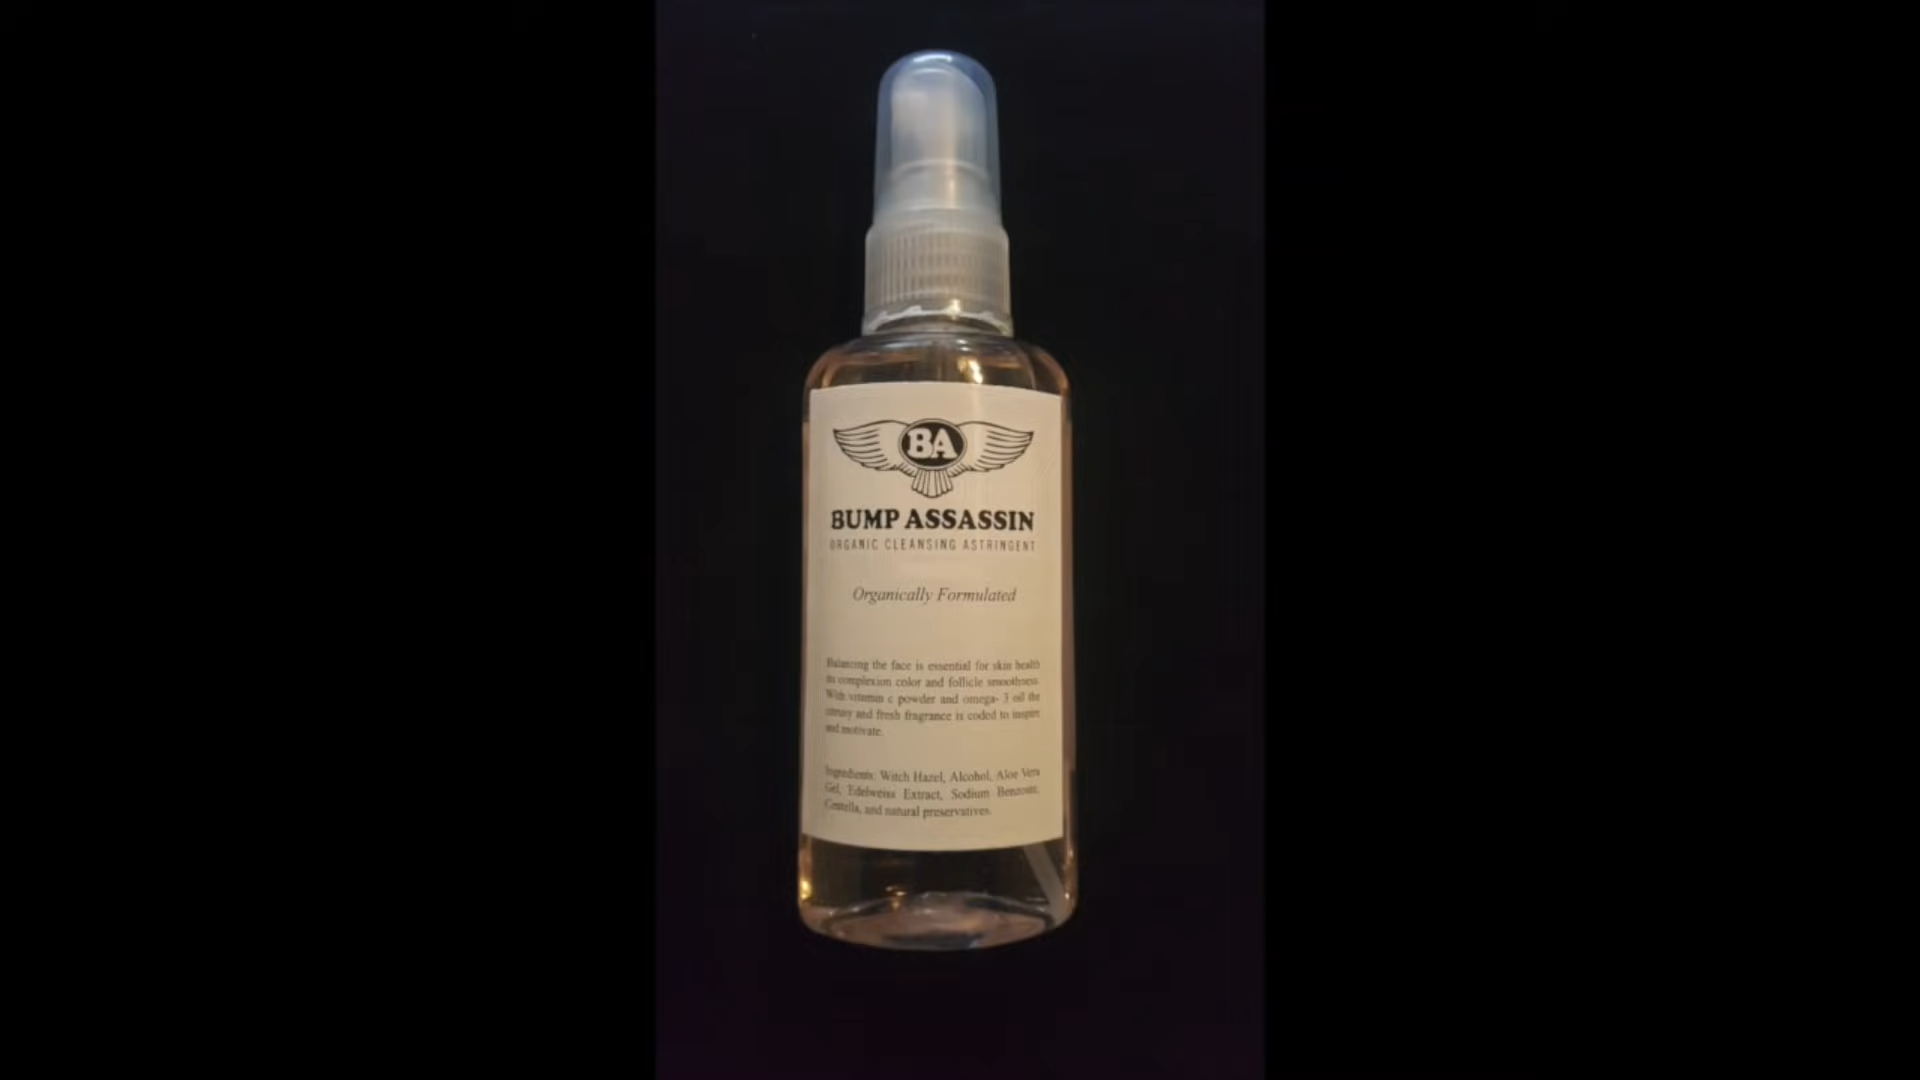 BA
BUMP ASSASSIN
ORGANIC CLEANSING ASTRINGENT
Organically Formulated
Balancing the face is essential for skin health
its complexion color and follicle smoothness.
With vitamin c powder and omega- 3 oil the
citrusy and fresh fragrance is coded to inspire
and motivate.
Ingredients: Witch Hazel, Alcohol, Aloe Vera
Gel, Edelweiss Extract, Sodium Benzoate,
Centella, and natural preservatives.